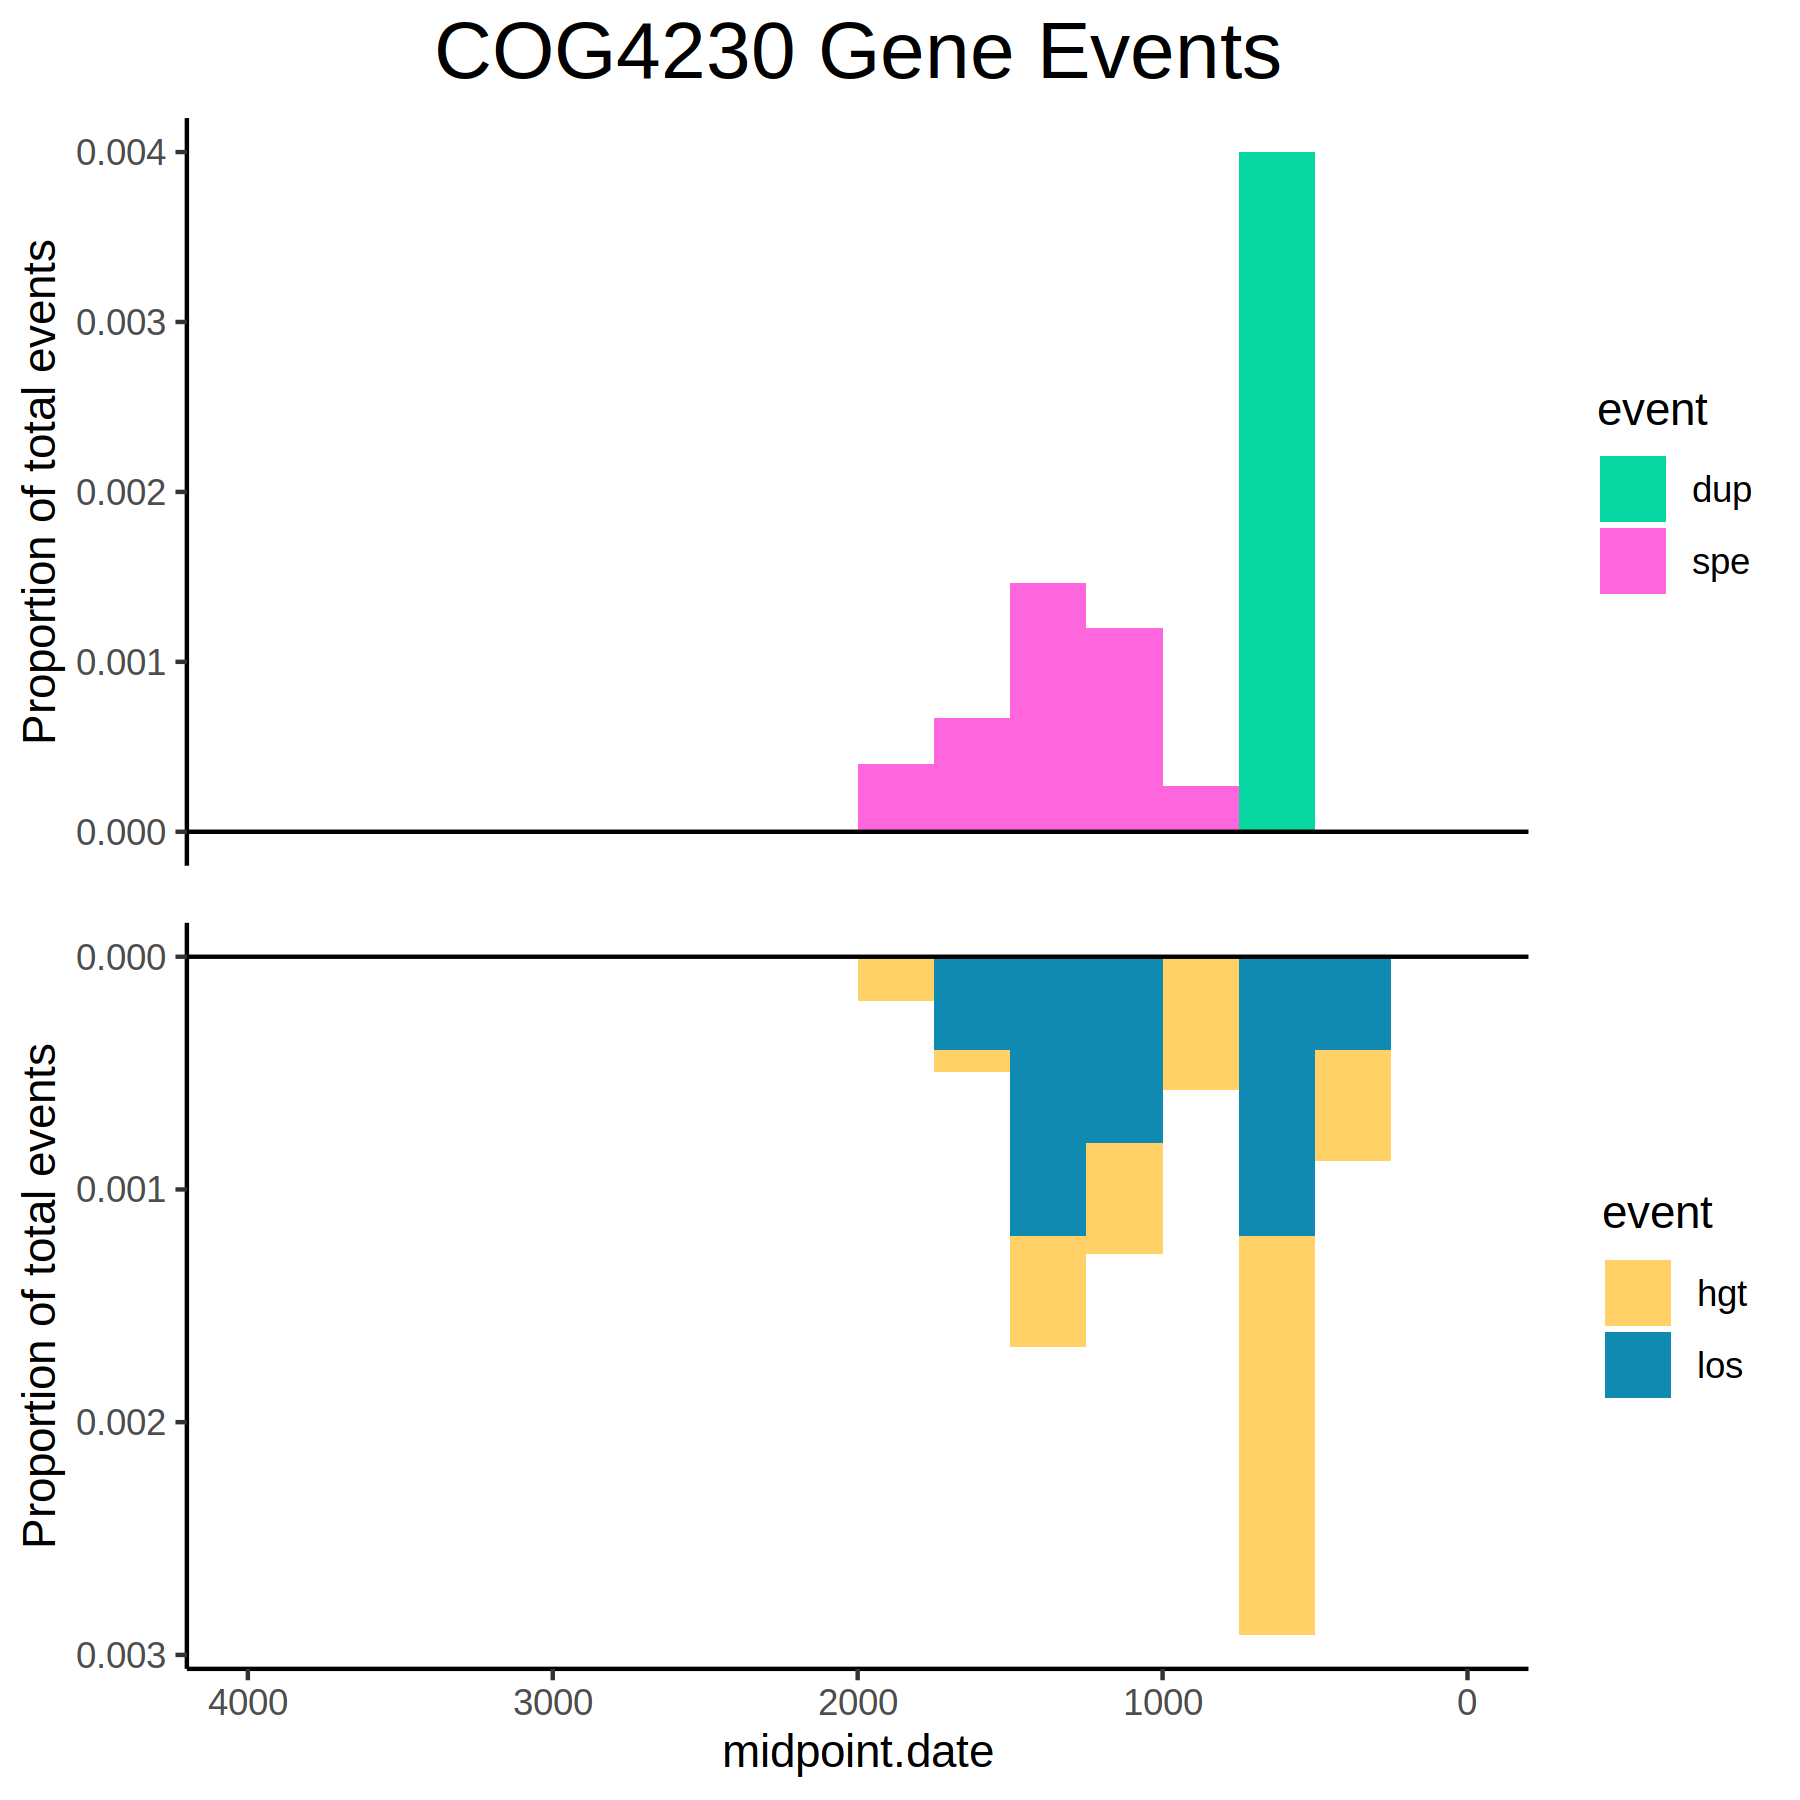 COG4230 Gene Events
Proportion of total events
0.004
0.003
0.002
0.001
0.000
event
dup
spe
Proportion of total events
0.000
0.001
0.002
0.003
event
hgt
los
4000 3000 2000 1000 0
midpoint.date